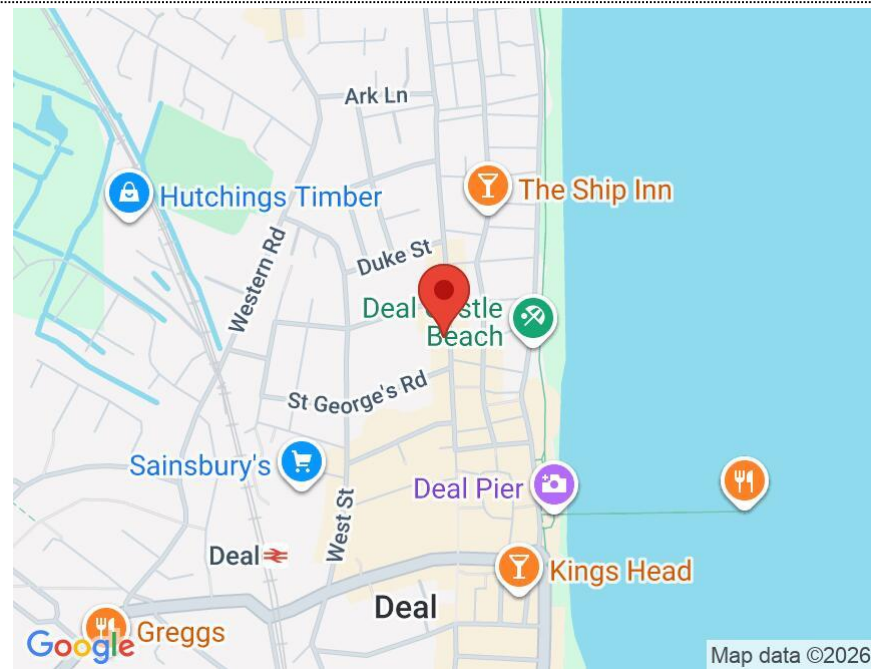 Ark Ln
Hutchings Timber
The Ship Inn
Duke St
Western Rd
Deal Castle
Beach
St George's Rd
Sainsbury's
Deal Pier
West St
Deal
Kings Head
Deal
Greggs
Google
Map data ©2026